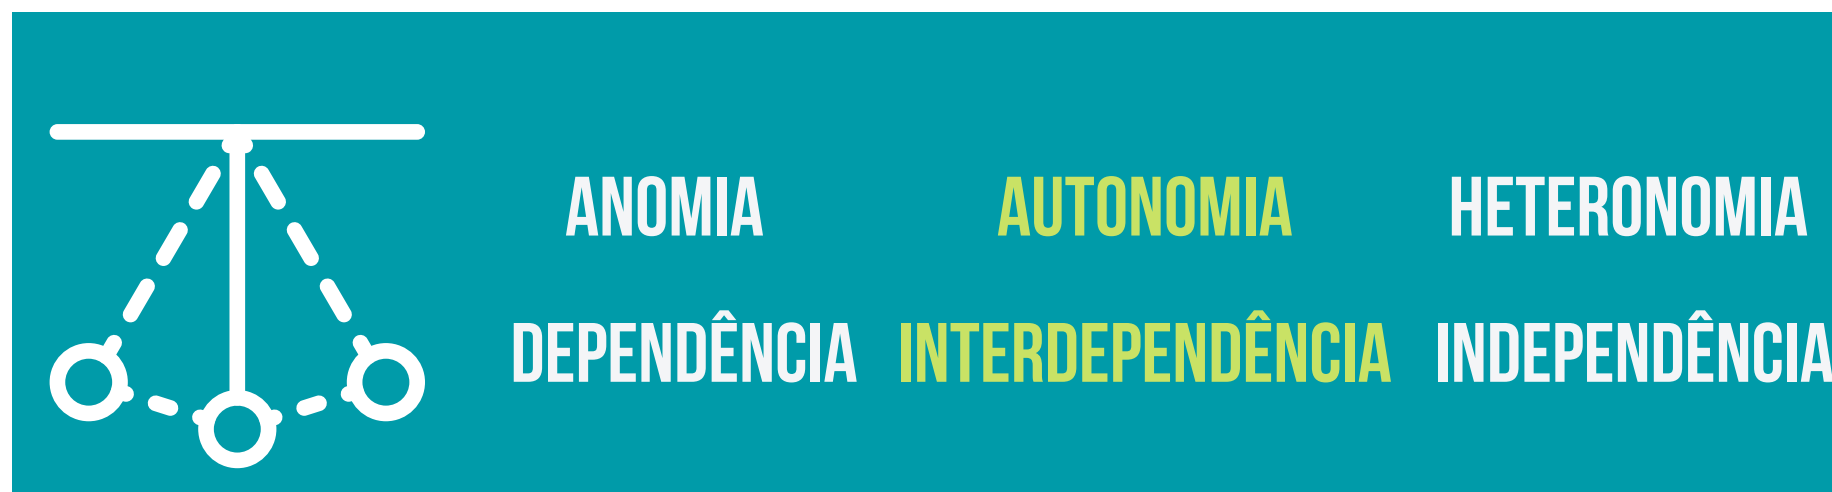 ANOMIA AUTONOMIA HETERONOMIA
DEPENDÊNCIA INTERDEPENDÊNCIA INDEPENDÊNCIA